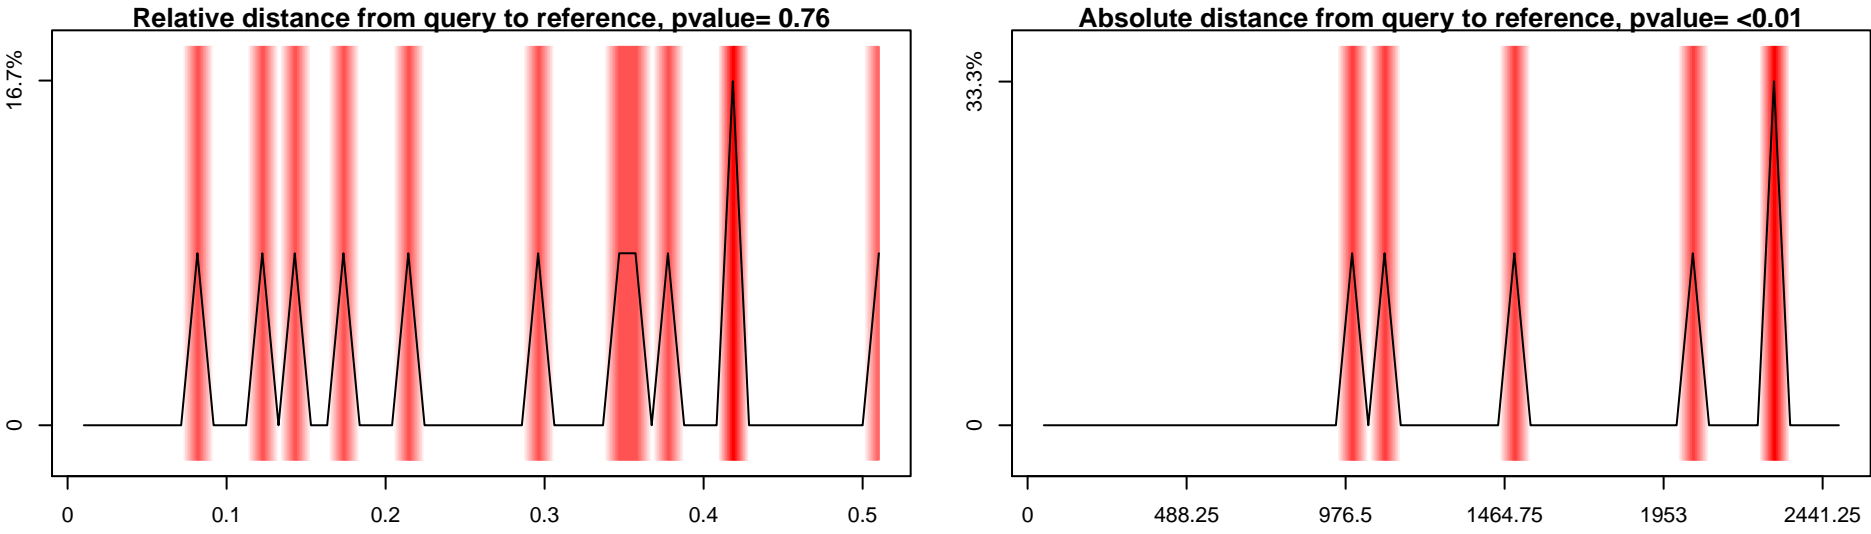 Relative distance from query to reference, pvalue= 0.76
16.7%
0
0 0.1 0.2 0.3 0.4 0.5
Absolute distance from query to reference, pvalue= <0.01
33.3%
0
0 488.25 976.5 1464.75 1953 2441.25